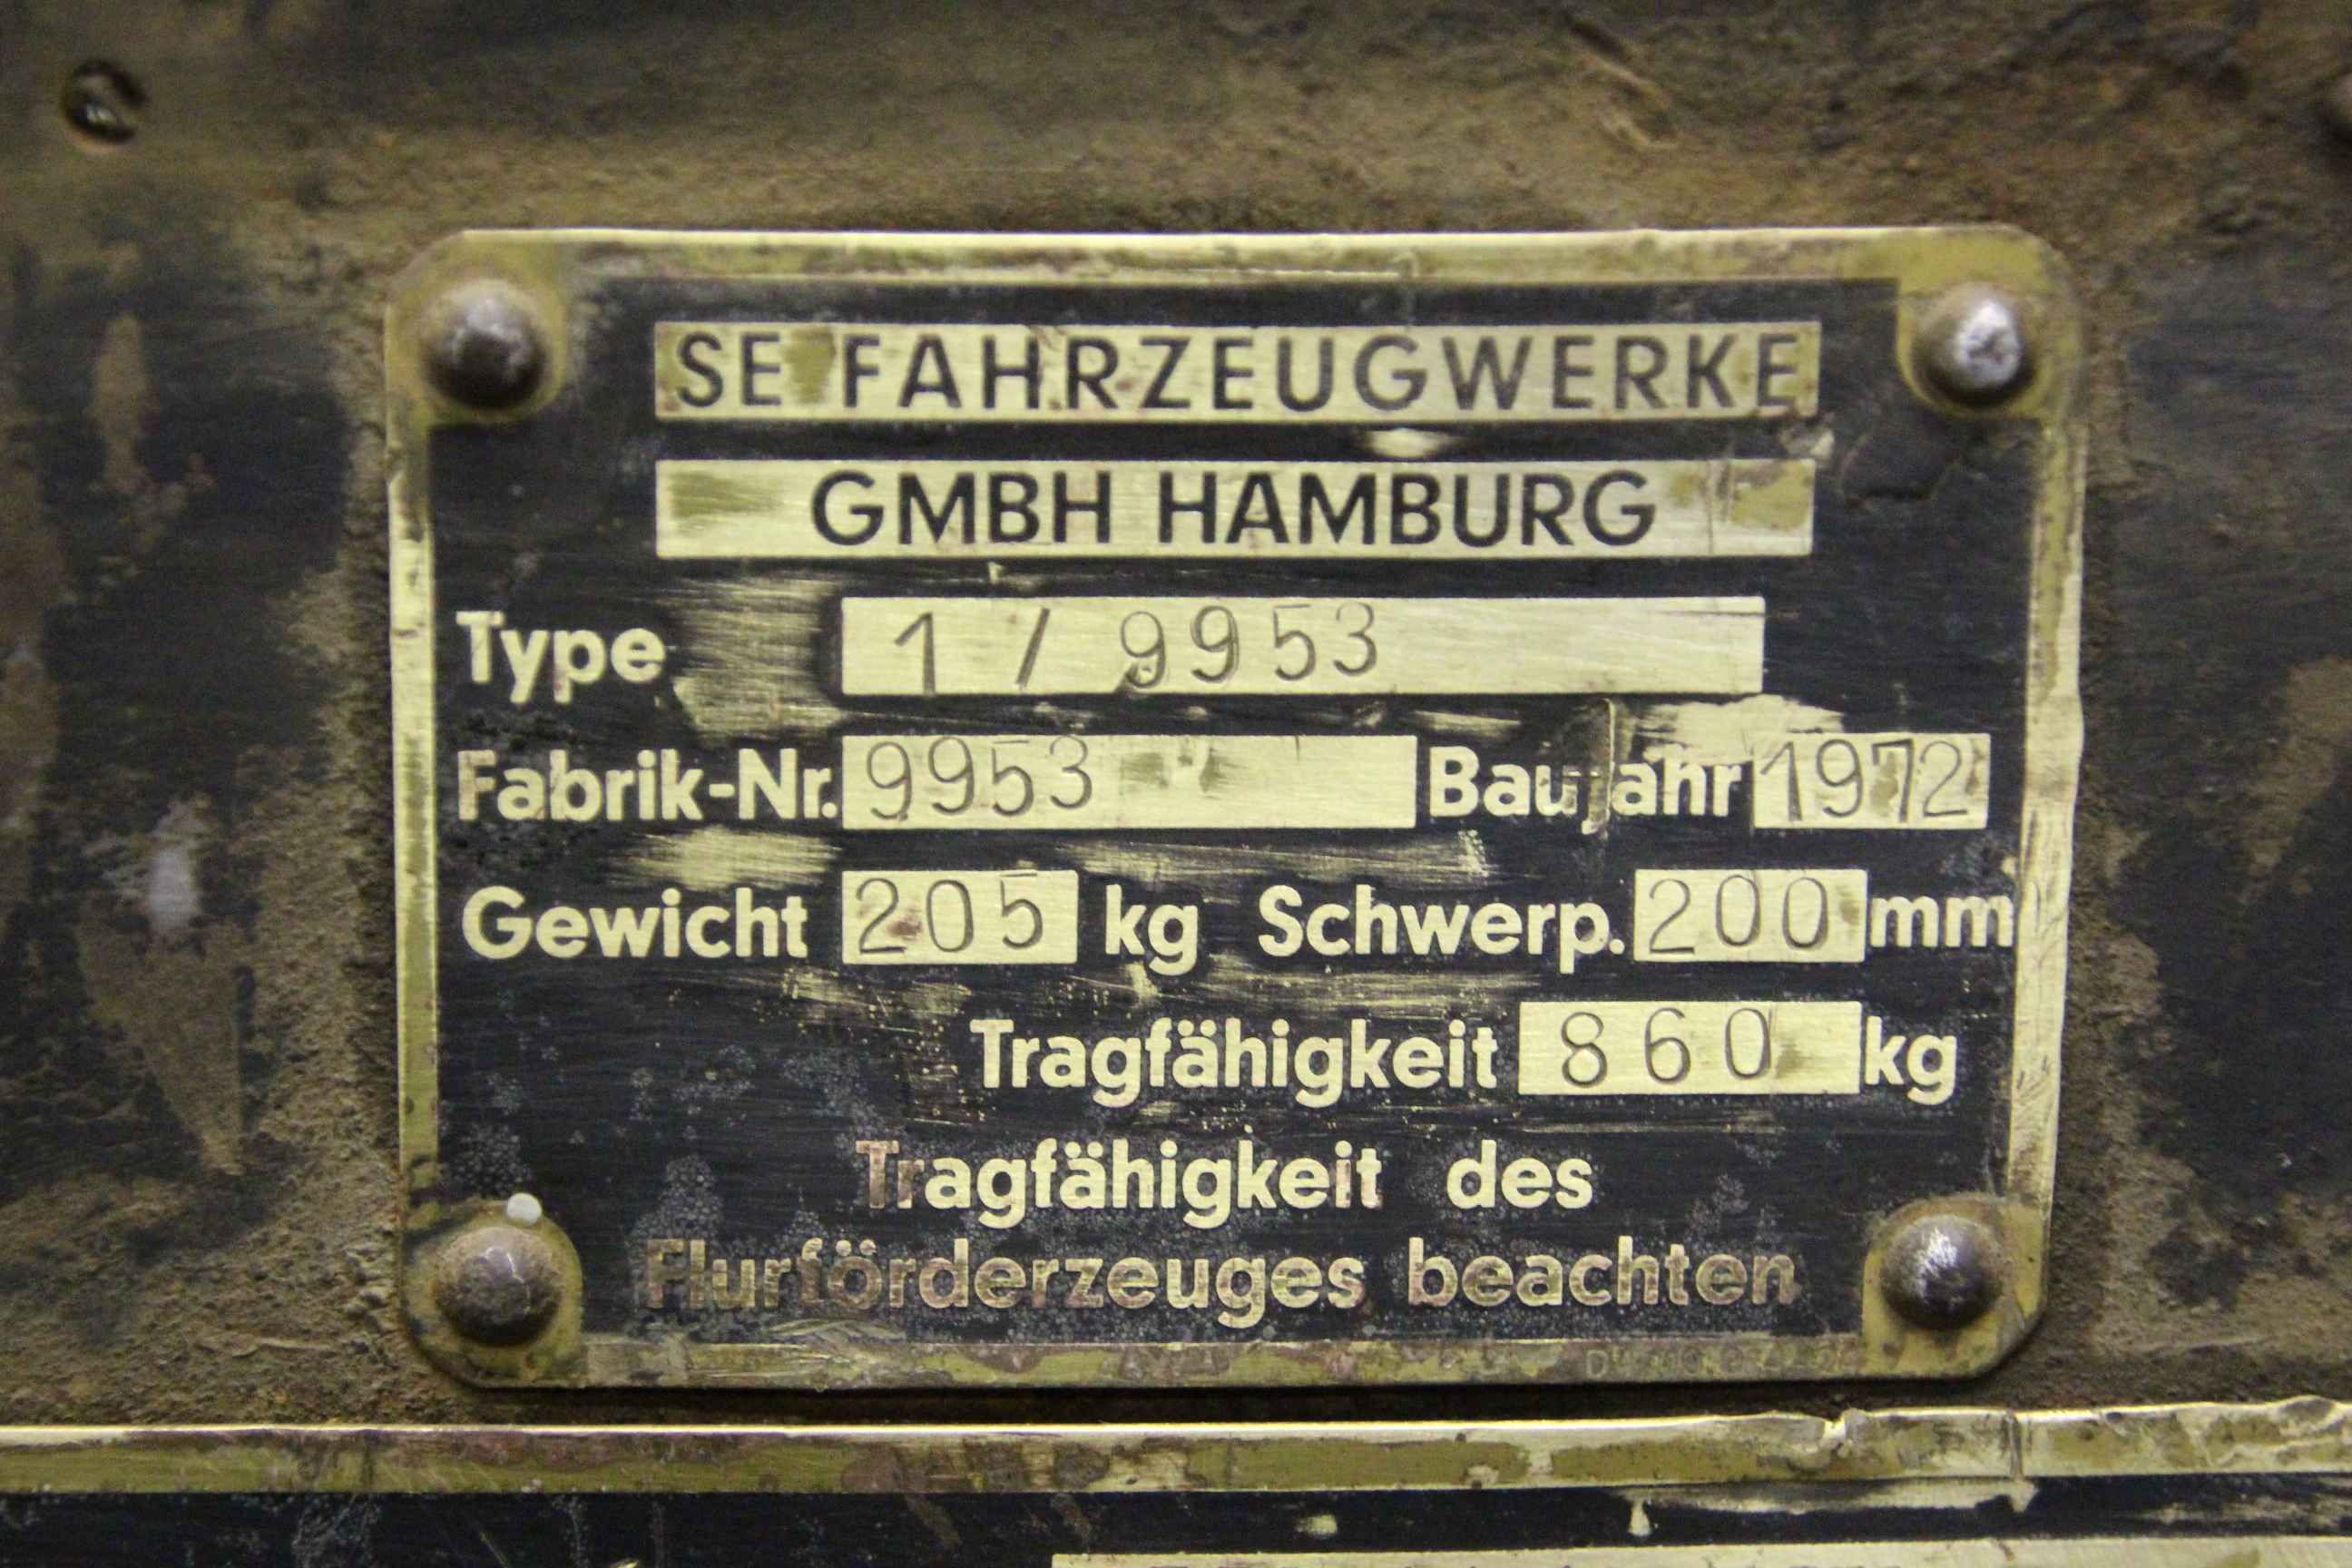 SE FAHRZEUGWERKE
GMBH HAMBURG
Type 1 / 9953
Fabrik-Nr. 9953 Baujahr 1972
Gewicht 205 kg Schwerp. 200 mm
Tragfähigkeit 860 kg
Tragfähigkeit des
Flurförderzeuges beachten